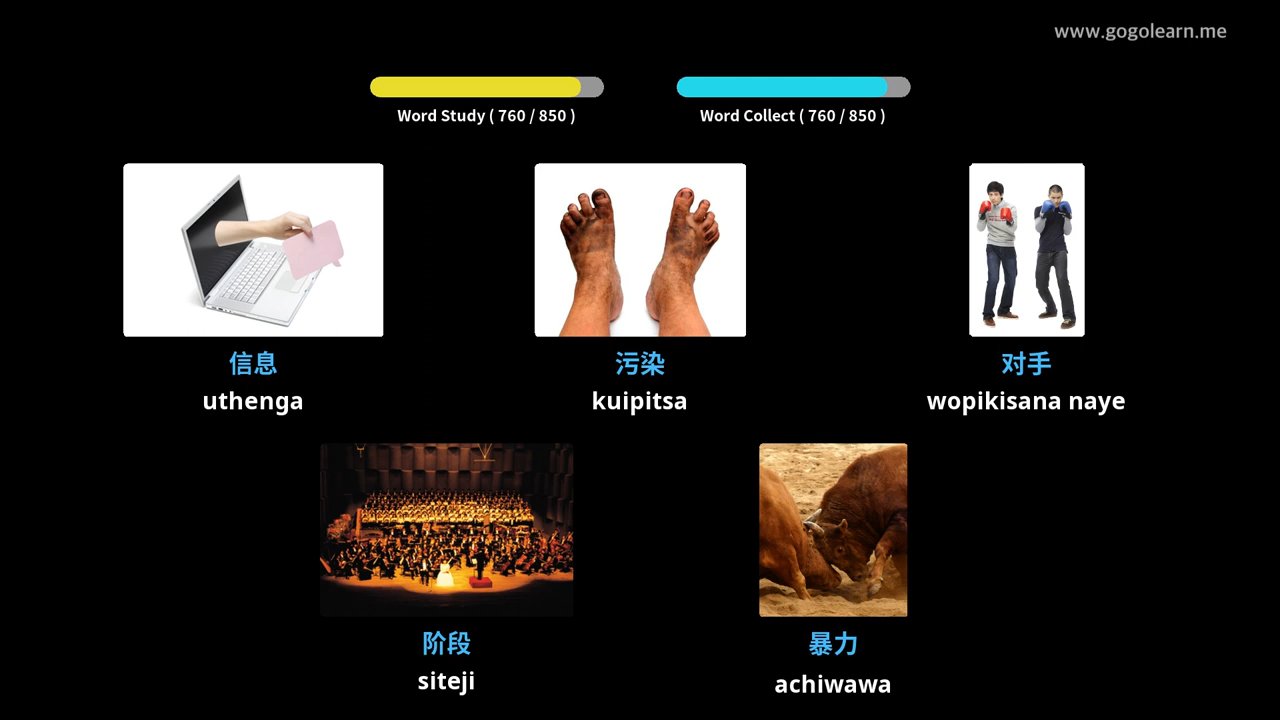 www.gogolearn.me
Word Study ( 760 / 850 )
Word Collect ( 760 / 850 )
信息
污染
对手
uthenga
kuipitsa
wopikisana naye
阶段
暴力
siteji
achiwawa